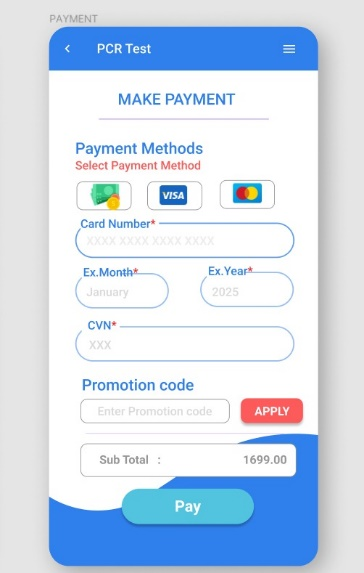 PAYMENT
PCR Test
MAKE PAYMENT
Payment Methods
Select Payment Method
VISA
Card Number*
XXXX XXXX XXXX XXXX
Ex.Month* Ex.Year*
January 2025
CVN*
XXX
Promotion code
Enter Promotion code APPLY
Sub Total : 1699.00
Pay